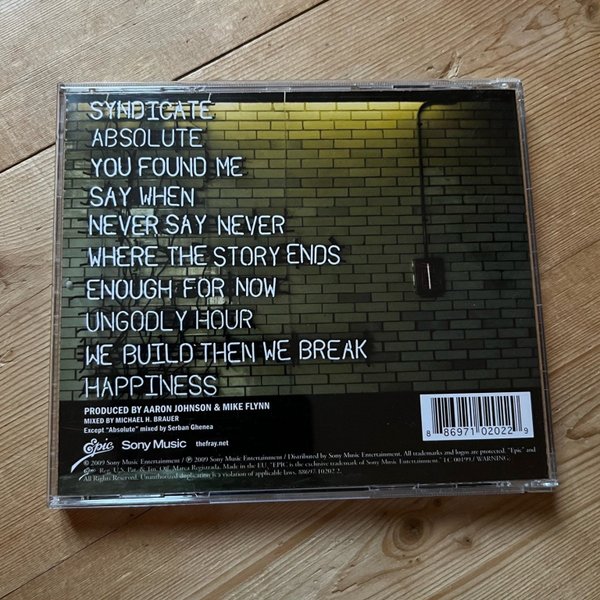 SYNDICATE
ABSOLUTE
YOU FOUND ME
SAY WHEN
NEVER SAY NEVER
WHERE THE STORY ENDS
ENOUGH FOR NOW
UNGODLY HOUR
WE BUILD THEN WE BREAK
HAPPINESS
PRODUCED BY AARON JOHNSON & MIKE FLYNN
MIXED BY MICHAEL H. BRAUER
Except "Absolute" mixed by Serban Ghenea
Epic Sony Music thefray.net
8 86971 02022 9
© 2009 Sony Music Entertainment / ℗ 2009 Sony Music Entertainment / Distributed by Sony Music Entertainment. All trademarks and logos are protected. "Epic" and
Reg. U.S. Pat. & Tm. Off. Marca Registrada. Made in the EU. "EPIC" is the exclusive trademark of Sony Music Entertainment. LC 00199 / WARNING:
All Rights Reserved. Unauthorized duplication is a violation of applicable laws. 88697 10202 2